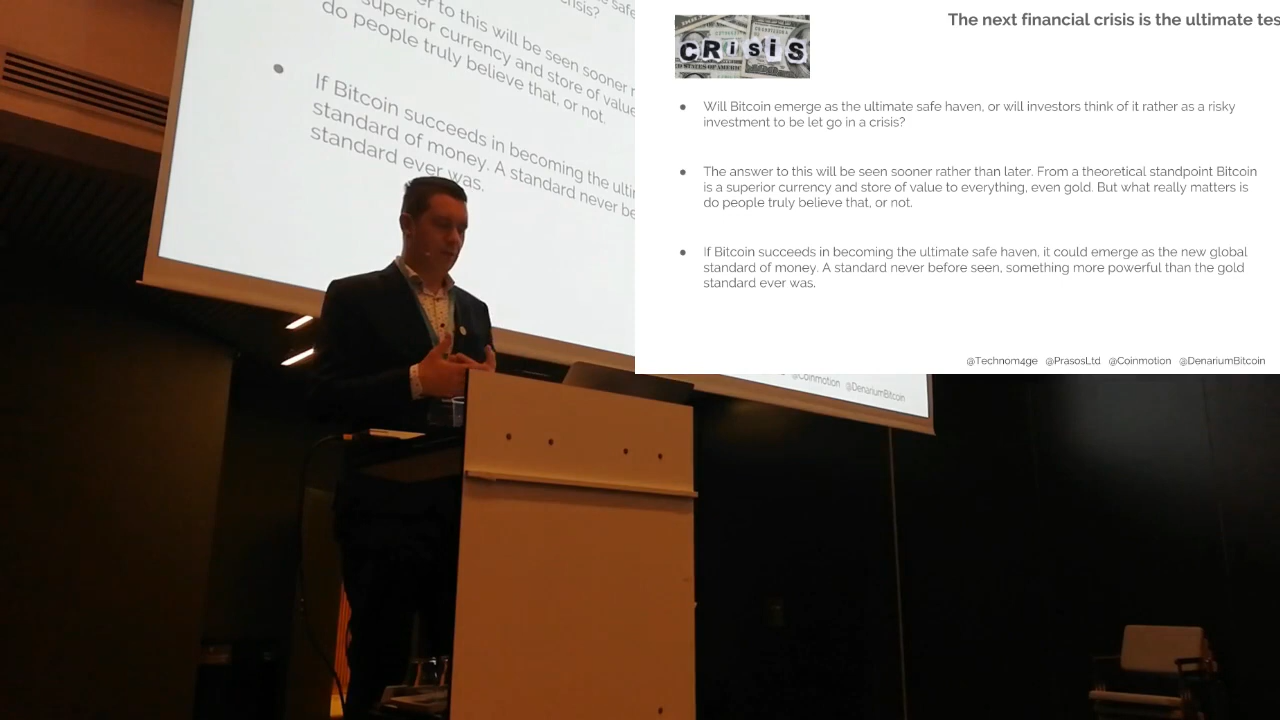 safe
crisis?
er to this will be seen sooner r
superior currency and store of value
do people truly believe that, or not.
If Bitcoin succeeds in becoming the ulti
standard of money. A standard never be
standard ever was.
@Coinmotion @DenariumBitcoin
CRisis
The next financial crisis is the ultimate tes
Will Bitcoin emerge as the ultimate safe haven, or will investors think of it rather as a risky
investment to be let go in a crisis?
The answer to this will be seen sooner rather than later. From a theoretical standpoint Bitcoin
is a superior currency and store of value to everything, even gold. But what really matters is
do people truly believe that, or not.
If Bitcoin succeeds in becoming the ultimate safe haven, it could emerge as the new global
standard of money. A standard never before seen, something more powerful than the gold
standard ever was.
@Technom4ge @PrasosLtd @Coinmotion @DenariumBitcoin